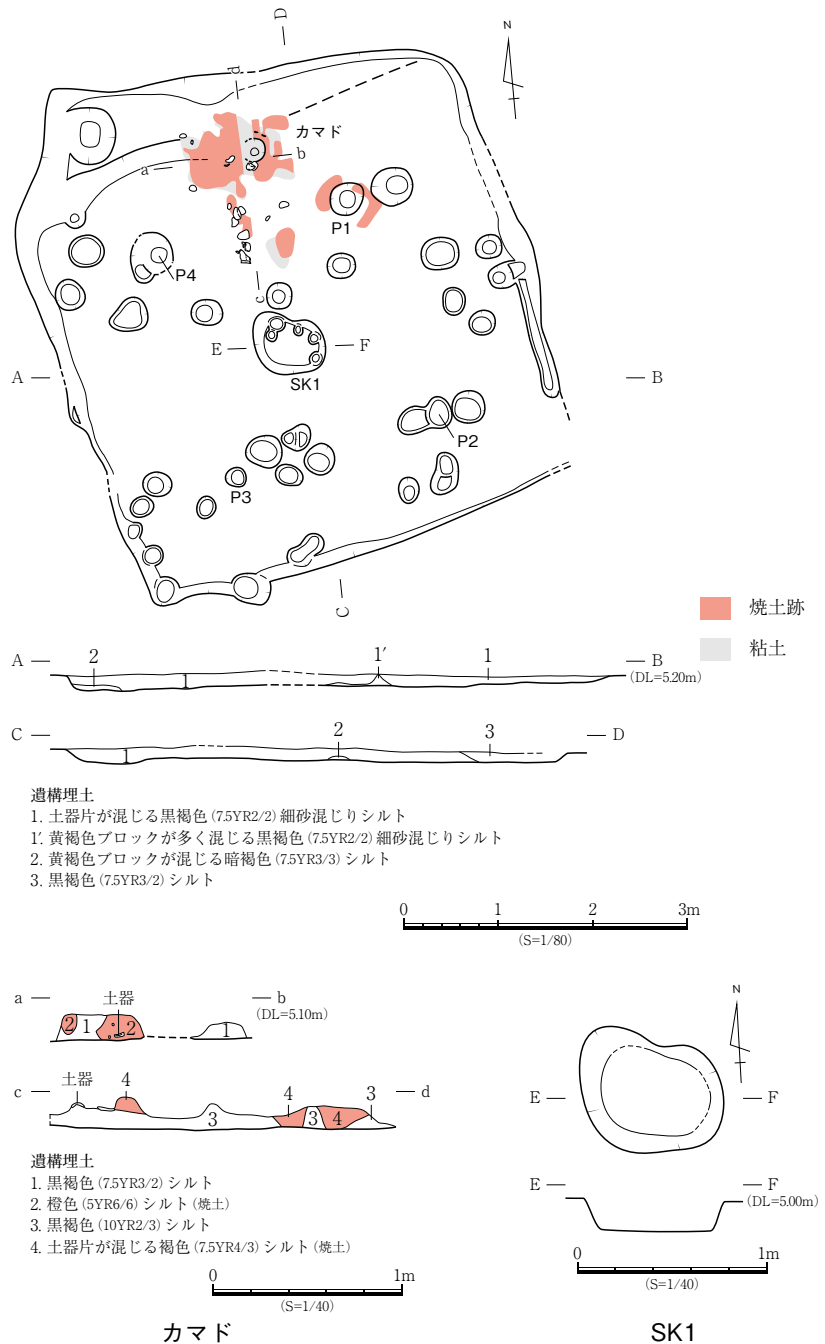 D
N
d
カマド
a
b
P1
P4
c
E
F
SK1
A
B
P2
P3
C
焼土跡
粘土
A
2
1
1′
1
B
(DL=5.20m)
C
1
2
3
D
遺構埋土
1. 土器片が混じる黒褐色(7.5YR2/2)細砂混じりシルト
1′. 黄褐色ブロックが多く混じる黒褐色(7.5YR2/2)細砂混じりシルト
2. 黄褐色ブロックが混じる暗褐色(7.5YR3/3)シルト
3. 黒褐色(7.5YR3/2)シルト
0 1 2 3m
(S=1/80)
a
土器
b
(DL=5.10m)
2 1 2 1
c
土器
4
3
4
3
4
3
d
遺構埋土
1. 黒褐色(7.5YR3/2)シルト
2. 橙色(5YR6/6)シルト(焼土)
3. 黒褐色(10YR2/3)シルト
4. 土器片が混じる褐色(7.5YR4/3)シルト(焼土)
0 1m
(S=1/40)
カマド
N
E
F
E
F
(DL=5.00m)
0 1m
(S=1/40)
SK1